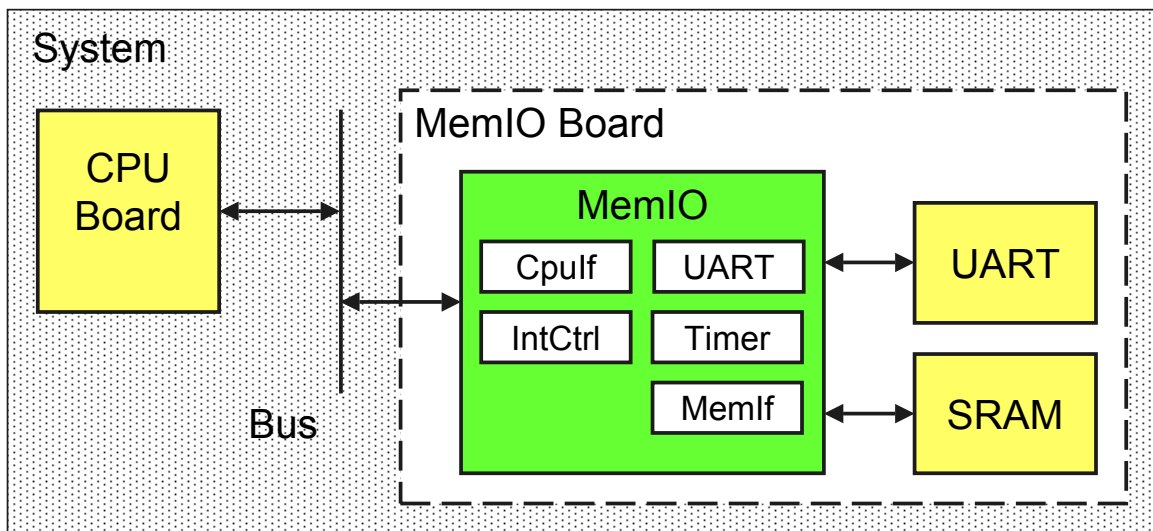 System
CPU
Board
Bus
MemIO Board
MemIO
CpuIf
UART
IntCtrl
Timer
MemIf
UART
SRAM